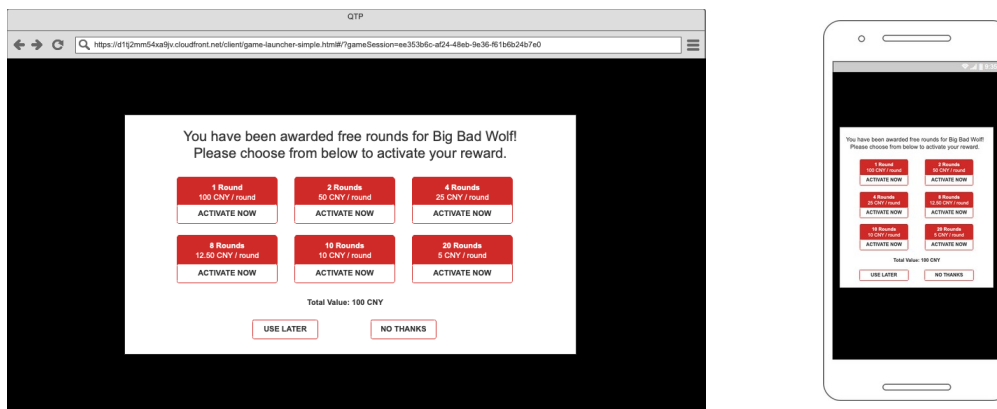 QTP
https://d1tj2mm54xa9jv.cloudfront.net/client/game-launcher-simple.html#/?gameSession=ee353b6c-af24-48eb-9e36-f61b6b24b7e0
You have been awarded free rounds for Big Bad Wolf!
Please choose from below to activate your reward.
1 Round 2 Rounds 4 Rounds
100 CNY / round 50 CNY / round 25 CNY / round
ACTIVATE NOW ACTIVATE NOW ACTIVATE NOW
8 Rounds 10 Rounds 20 Rounds
12.50 CNY / round 10 CNY / round 5 CNY / round
ACTIVATE NOW ACTIVATE NOW ACTIVATE NOW
Total Value: 100 CNY
USE LATER NO THANKS
You have been awarded free rounds for Big Bad Wolf!
Please choose from below to activate your reward.
1 Round 2 Rounds
100 CNY / round 50 CNY / round
ACTIVATE NOW ACTIVATE NOW
4 Rounds 8 Rounds
25 CNY / round 12.50 CNY / round
ACTIVATE NOW ACTIVATE NOW
10 Rounds 20 Rounds
10 CNY / round 5 CNY / round
ACTIVATE NOW ACTIVATE NOW
Total Value: 100 CNY
USE LATER NO THANKS